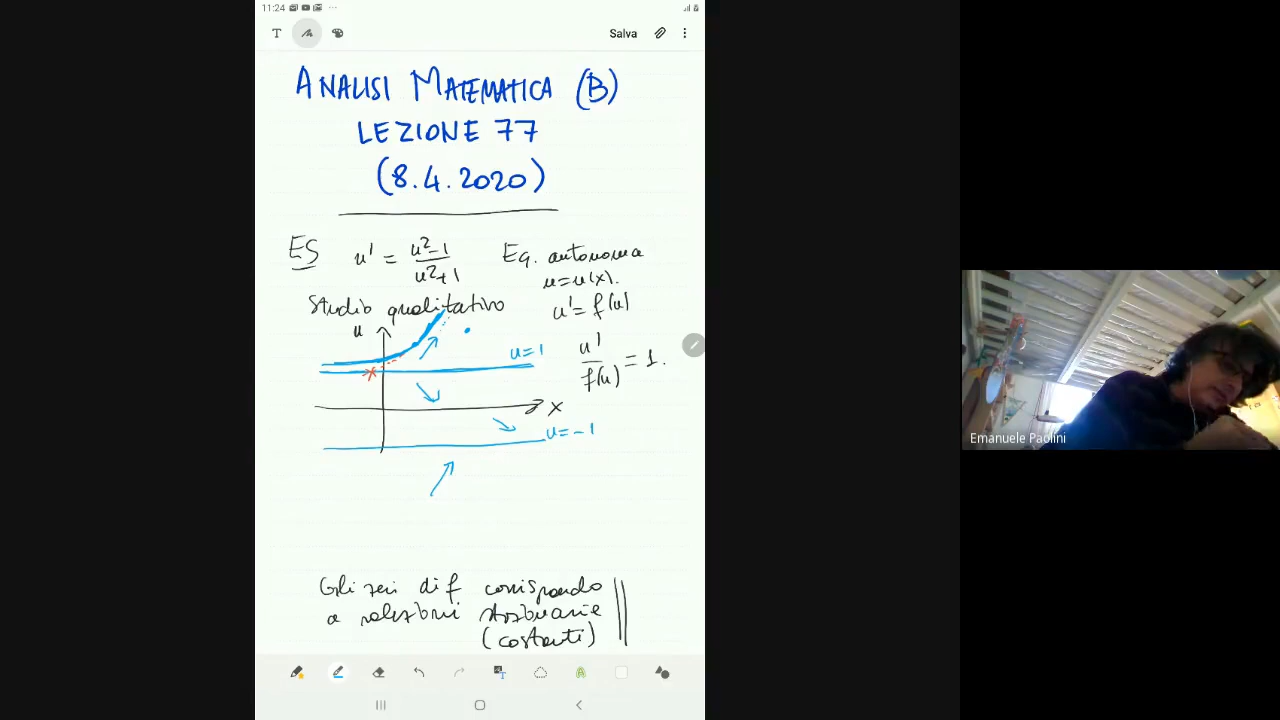 11:24
Salva
ANALISI MATEMATICA (B)
LEZIONE 77
(8.4.2020)
ES u' = u²-1 / u²+1 Eq. autonoma
u=u(x).
Studio qualitativo u'=f(u)
u
u=1
u' / f(u) = 1.
x
u=-1
Gli zeri di f corrispondo
a soluzioni stazionarie
(costanti)
Emanuele Paolini